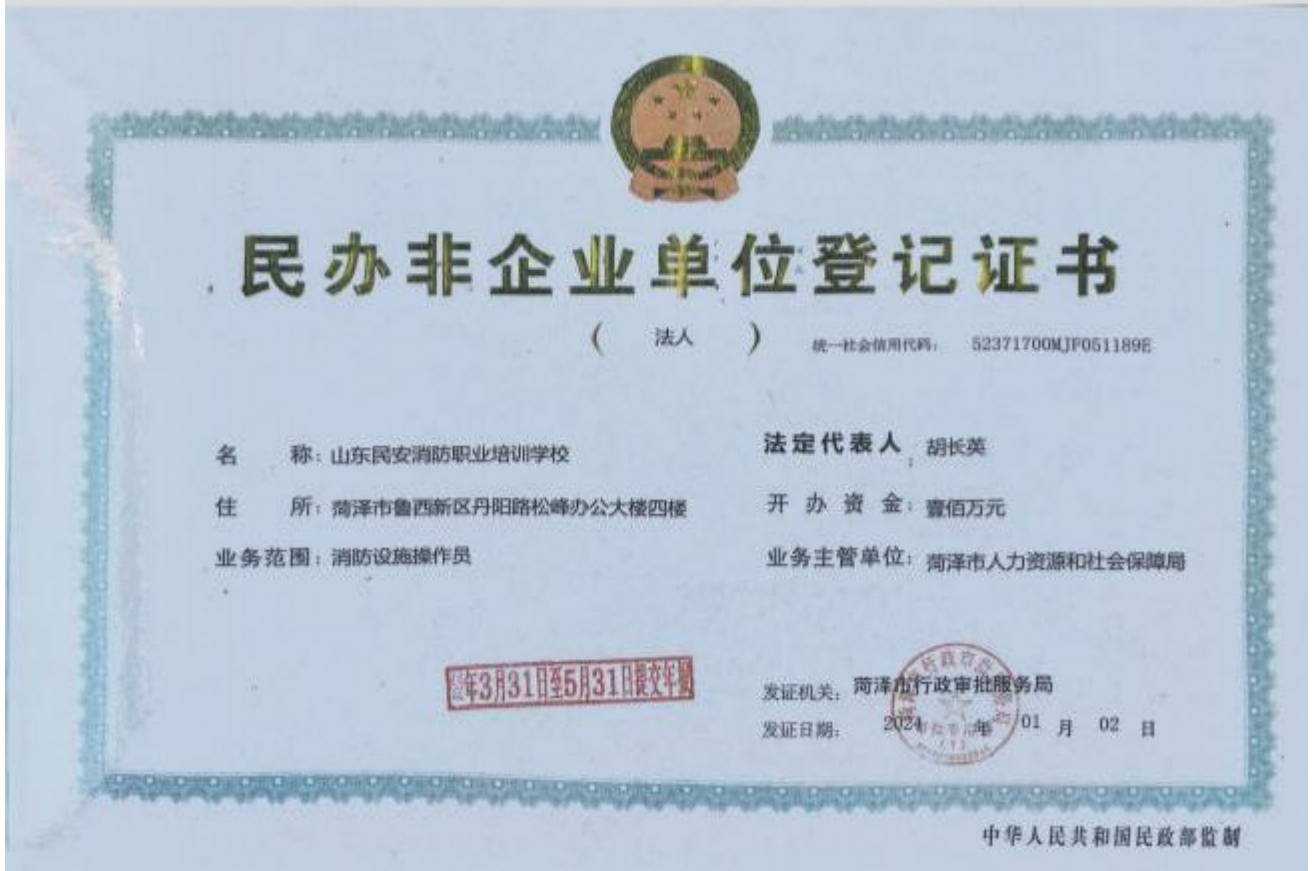 民办非企业单位登记证书
( 法人 ) 统一社会信用代码： 52371700MJF051189E
名 称：山东民安消防职业培训学校
法定代表人：胡长英
住 所：菏泽市鲁西新区丹阳路松峰办公大楼四楼
开办资金：壹佰万元
业务范围：消防设施操作员
业务主管单位：菏泽市人力资源和社会保障局
年3月31日至5月31日提交年
发证机关：菏泽市行政审批服务局
发证日期： 2024 年 01 月 02 日
中华人民共和国民政部监制